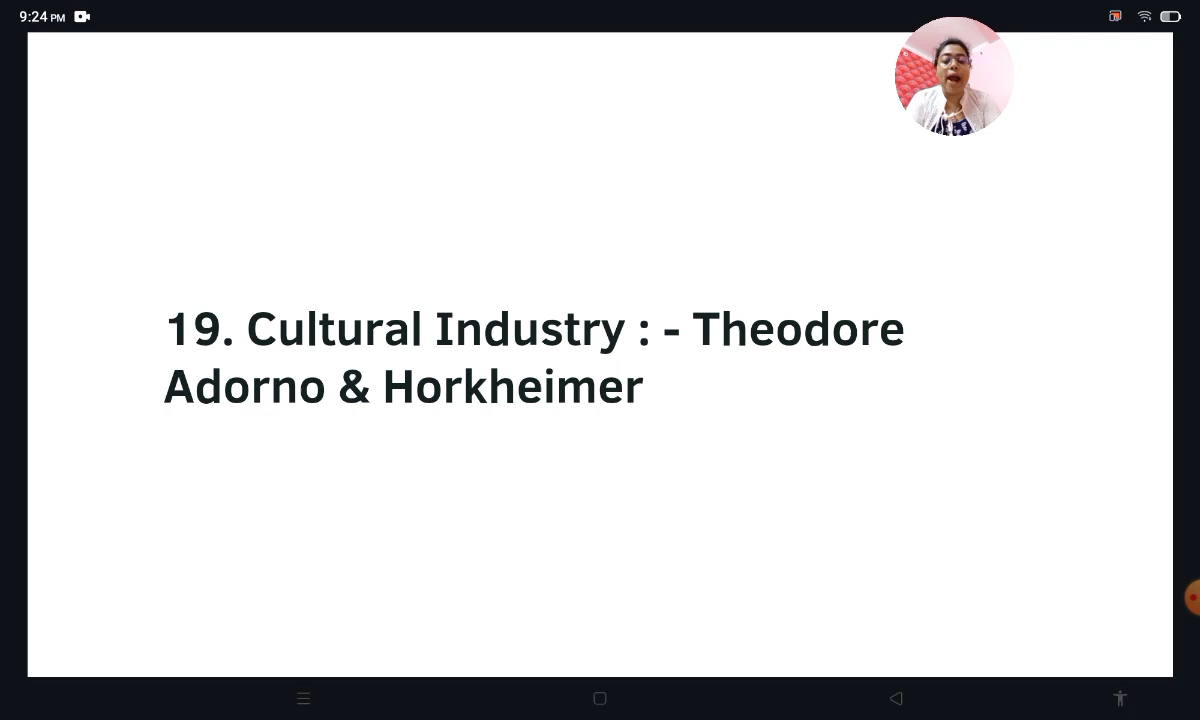 9:24 PM
19. Cultural Industry : - Theodore
Adorno & Horkheimer